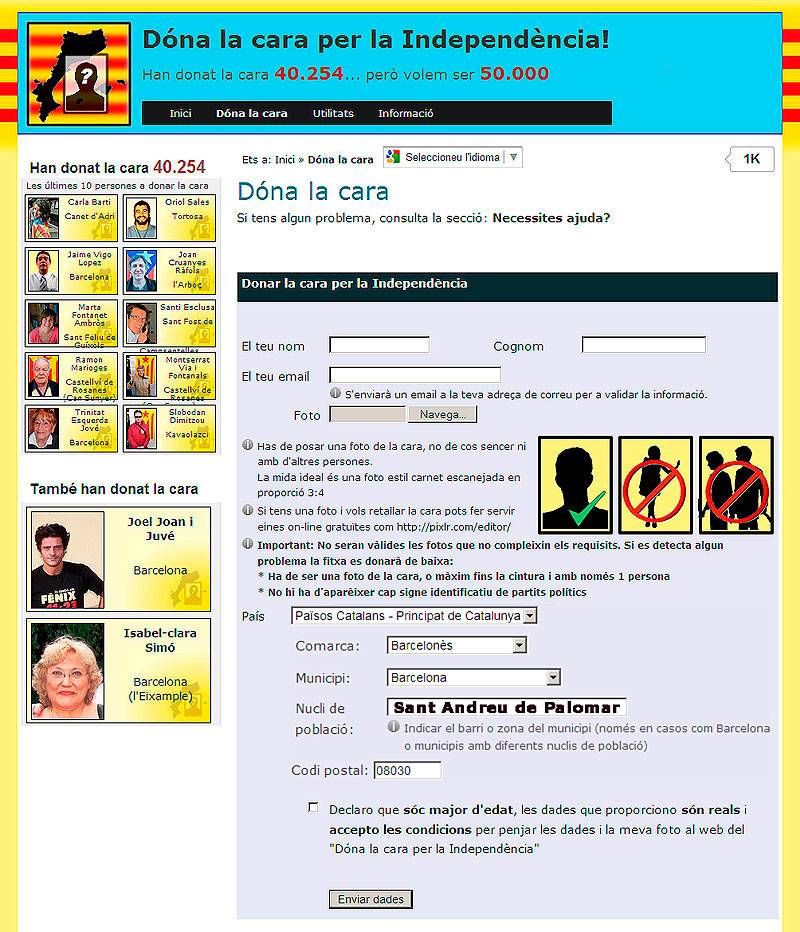 Dóna la cara per la Independència!
Han donat la cara 40.254... però volem ser 50.000
Inici Dóna la cara Utilitats Informació
Han donat la cara 40.254
Les últimes 10 persones a donar la cara
Carla Barti
Canet d'Adri
Oriol Sales
Tortosa
Jaime Vigo
Lopez
Barcelona
Joan
Cruanyes
Ràfols
l'Arboç
Marta
Fontanet
Ambròs
Sant Feliu de
Guíxols
Santi Esclusa
Sant Fost de
Campsentelles
Ramon
Marioges
Castellví de
Rosanes
(Can Sunyer)
Montserrat
Via i
Fontanals
Castellví de
Rosanes
Trinitat
Esquerda
Jové
Barcelona
Slobodan
Dimitzou
Kavaolazci
També han donat la cara
FÈNIX
11:23
Joel Joan i
Juvé
Barcelona
Isabel-clara
Simó
Barcelona
(l'Eixample)
Ets a: Inici » Dóna la cara
Seleccioneu l'idioma
1K
Dóna la cara
Si tens algun problema, consulta la secció: Necessites ajuda?
Donar la cara per la Independència
El teu nom
Cognom
El teu email
S'enviarà un email a la teva adreça de correu per a validar la informació.
Foto
Navega...
Has de posar una foto de la cara, no de cos sencer ni
amb d'altres persones.
La mida ideal és una foto estil carnet escanejada en
proporció 3:4
Si tens una foto i vols retallar la cara pots fer servir
eines on-line gratuïtes com http://pixlr.com/editor/
Important: No seran vàlides les fotos que no compleixin els requisits. Si es detecta algun
problema la fitxa es donarà de baixa:
* Ha de ser una foto de la cara, o màxim fins la cintura i amb només 1 persona
* No hi ha d'aparèixer cap signe identificatiu de partits polítics
País
Països Catalans - Principat de Catalunya
Comarca:
Barcelonès
Municipi:
Barcelona
Nucli de
població:
Sant Andreu de Palomar
Indicar el barri o zona del municipi (només en casos com Barcelona
o municipis amb diferents nuclis de població)
Codi postal: 08030
Declaro que sóc major d'edat, les dades que proporciono són reals i
accepto les condicions per penjar les dades i la meva foto al web del
"Dóna la cara per la Independència"
Enviar dades